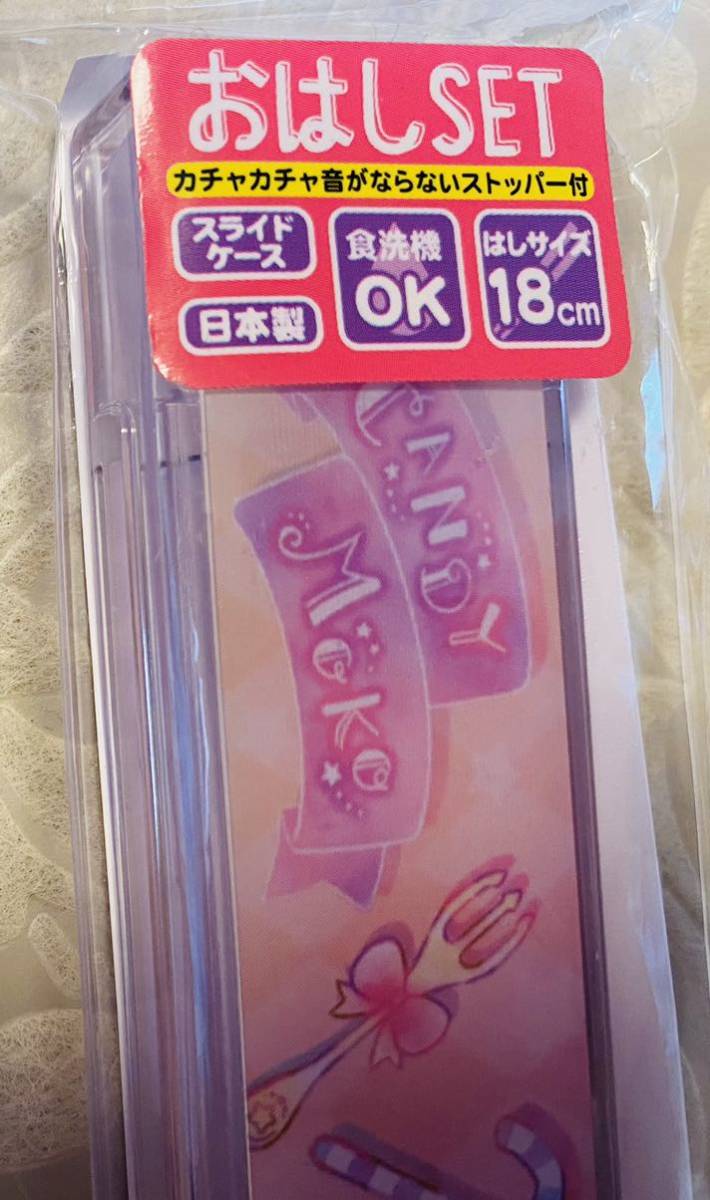 おはしSET
カチャカチャ音がならないストッパー付
スライド
ケース
日本製
食洗機
OK
はしサイズ
18cm
CANDY
MoKo